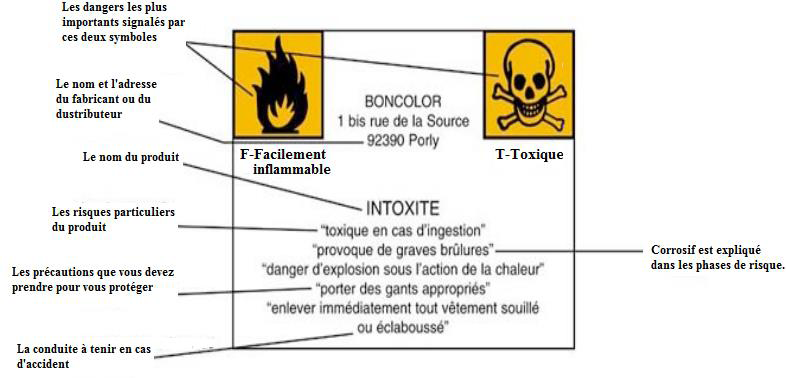 Les dangers les plus
importants signalés par
ces deux symboles
Le nom et l'adresse
du fabricant ou du
dustributeur
BONCOLOR
1 bis rue de la Source
92390 Porly
F-Facilement
inflammable
T-Toxique
Le nom du produit
INTOXITE
Les risques particuliers
du produit
“toxique en cas d'ingestion”
“provoque de graves brûlures”
Corrosif est expliqué
dans les phases de risque.
“danger d'explosion sous l'action de la chaleur”
Les précautions que vous devez
prendre pour vous protéger
“porter des gants appropriés”
“enlever immédiatement tout vêtement souillé
ou éclaboussé”
La conduite à tenir en cas
d'accident